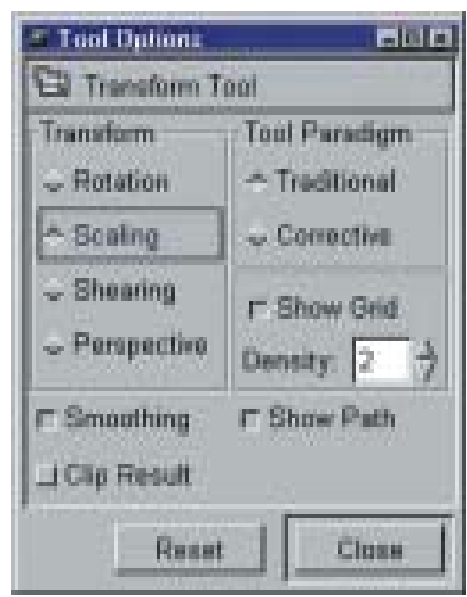 Tool Options
Transform Tool
Transform
Rotation
Scaling
Shearing
Perspective
Tool Paradigm
Traditional
Corrective
Show Grid
Density: 2
Smoothing
Show Path
Clip Result
Reset
Close